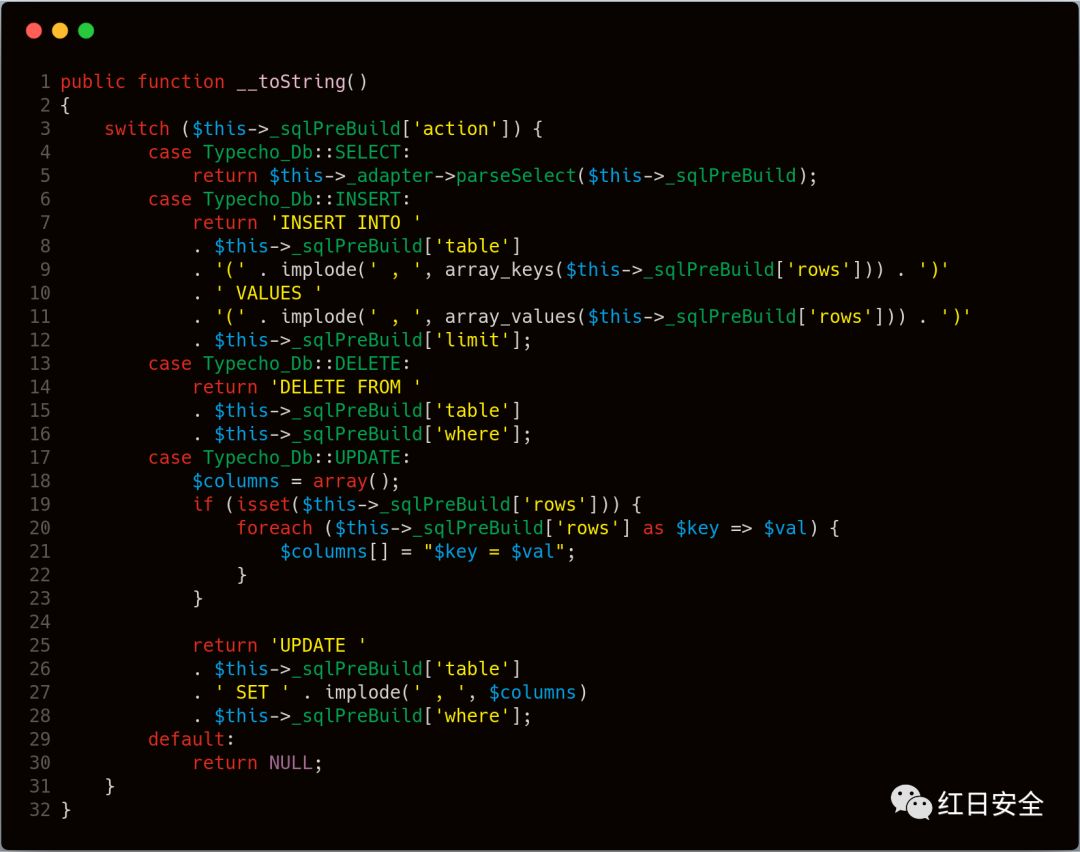 1 public function __toString()
2 {
3     switch ($this->_sqlPreBuild['action']) {
4         case Typecho_Db::SELECT:
5             return $this->_adapter->parseSelect($this->_sqlPreBuild);
6         case Typecho_Db::INSERT:
7             return 'INSERT INTO '
8             . $this->_sqlPreBuild['table']
9             . '(' . implode(' , ', array_keys($this->_sqlPreBuild['rows'])) . ')'
10             . ' VALUES '
11             . '(' . implode(' , ', array_values($this->_sqlPreBuild['rows'])) . ')'
12             . $this->_sqlPreBuild['limit'];
13         case Typecho_Db::DELETE:
14             return 'DELETE FROM '
15             . $this->_sqlPreBuild['table']
16             . $this->_sqlPreBuild['where'];
17         case Typecho_Db::UPDATE:
18             $columns = array();
19             if (isset($this->_sqlPreBuild['rows'])) {
20                 foreach ($this->_sqlPreBuild['rows'] as $key => $val) {
21                     $columns[] = "$key = $val";
22                 }
23             }
24
25             return 'UPDATE '
26             . $this->_sqlPreBuild['table']
27             . ' SET ' . implode(' , ', $columns)
28             . $this->_sqlPreBuild['where'];
29         default:
30             return NULL;
31     }
32 }
红日安全